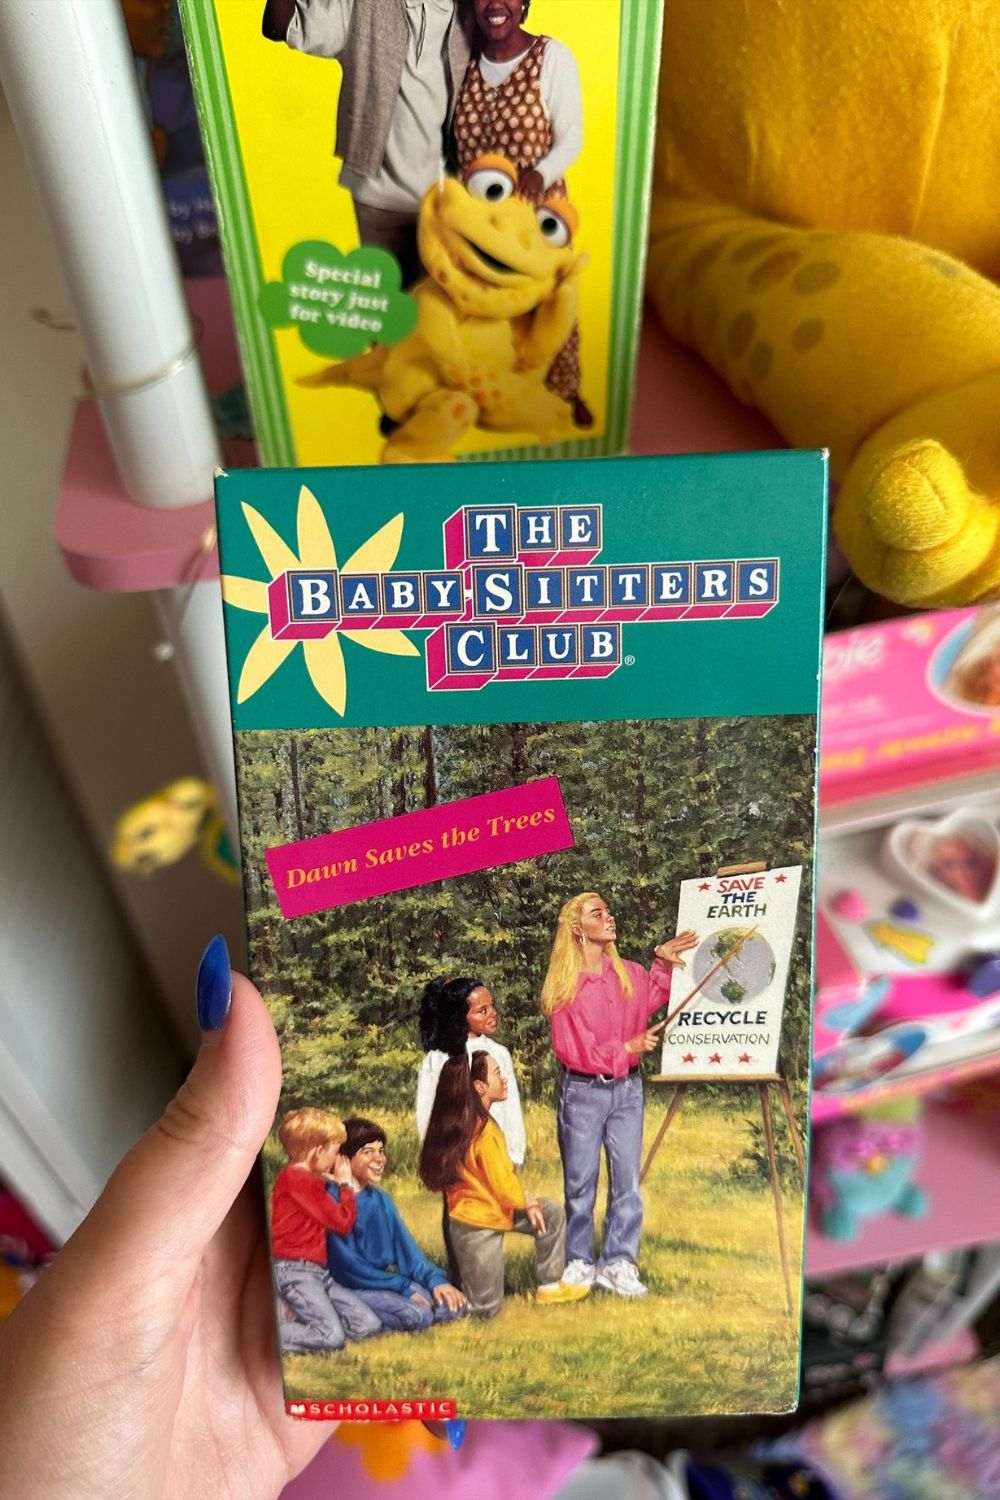 Special
story just
for video
THE
BABY-SITTERS
CLUB®
Dawn Saves the Trees
SAVE
THE
EARTH
RECYCLE
CONSERVATION
SCHOLASTIC